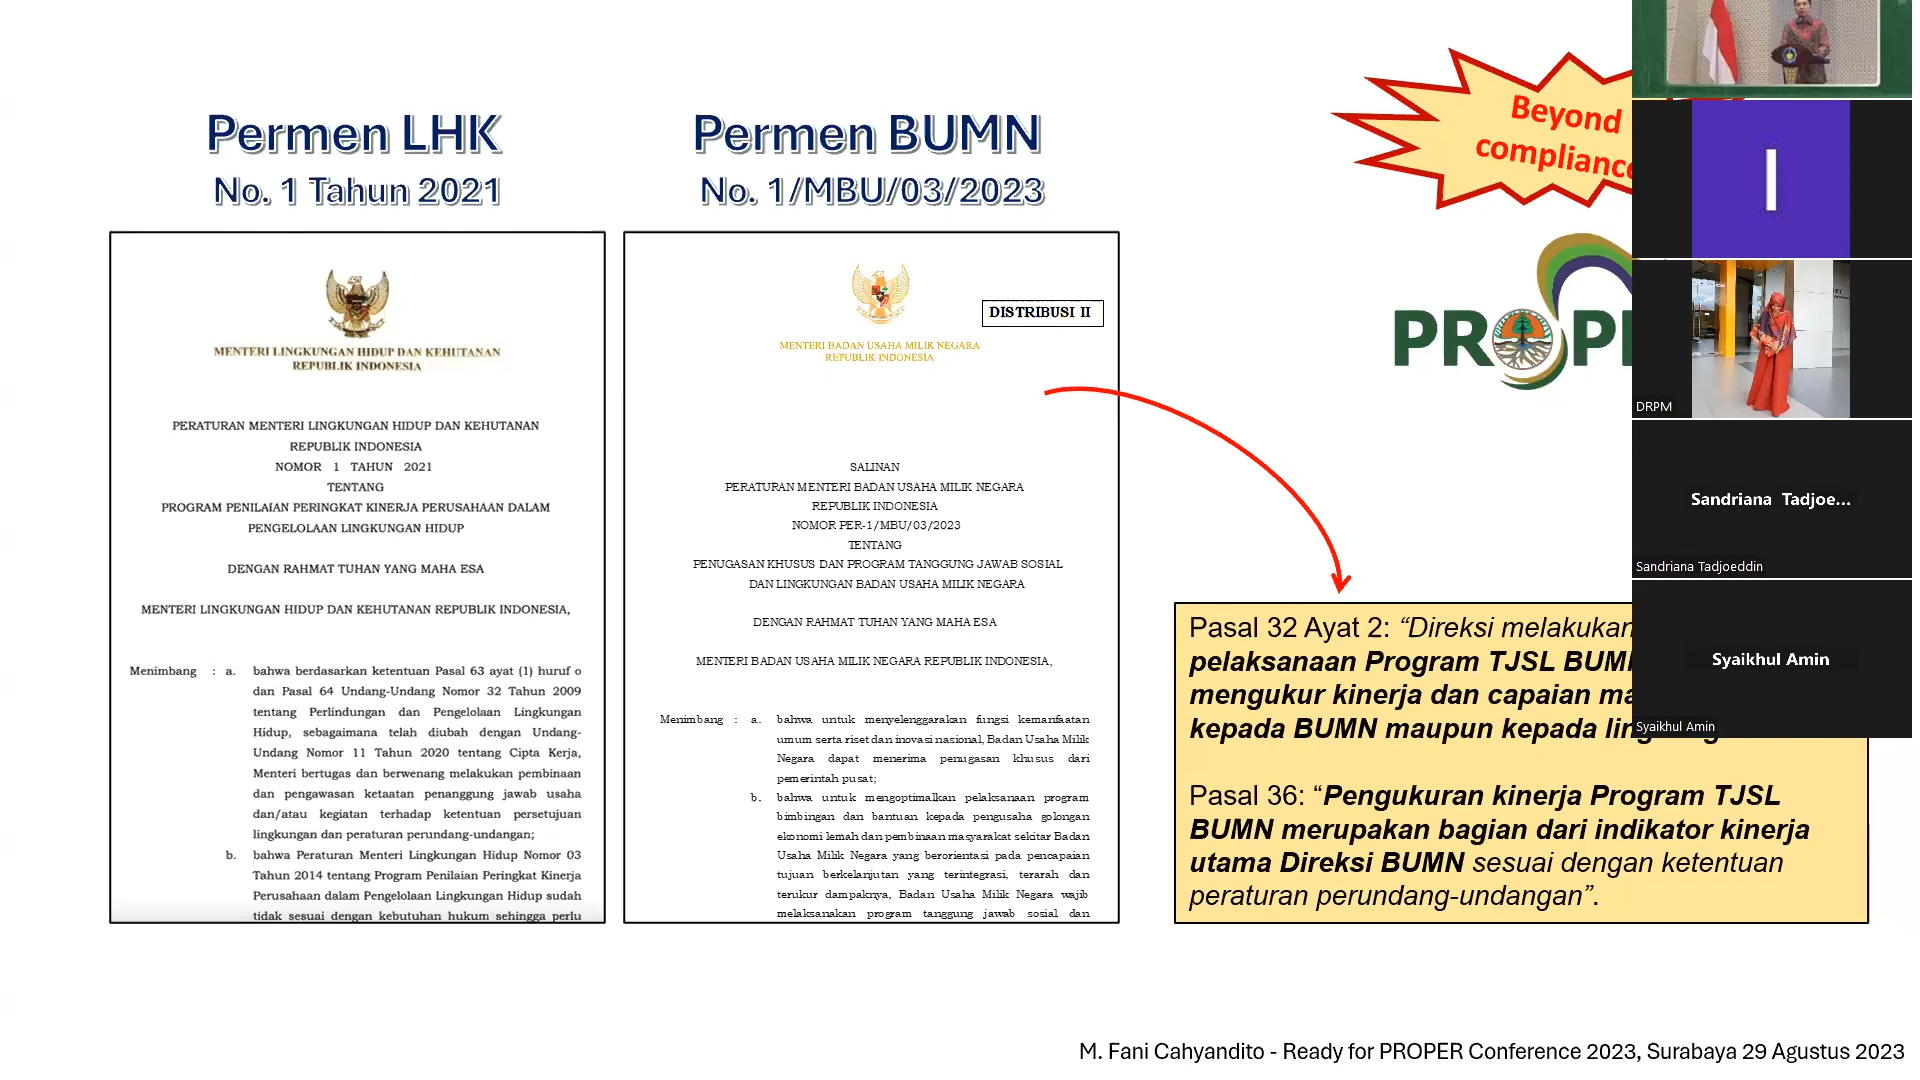 Permen LHK
No. 1 Tahun 2021
MENTERI LINGKUNGAN HIDUP DAN KEHUTANAN
REPUBLIK INDONESIA
PERATURAN MENTERI LINGKUNGAN HIDUP DAN KEHUTANAN
REPUBLIK INDONESIA
NOMOR 1 TAHUN 2021
TENTANG
PROGRAM PENILAIAN PERINGKAT KINERJA PERUSAHAAN DALAM
PENGELOLAAN LINGKUNGAN HIDUP
DENGAN RAHMAT TUHAN YANG MAHA ESA
MENTERI LINGKUNGAN HIDUP DAN KEHUTANAN REPUBLIK INDONESIA,
Menimbang : a. bahwa berdasarkan ketentuan Pasal 63 ayat (1) huruf o
dan Pasal 64 Undang-Undang Nomor 32 Tahun 2009
tentang Perlindungan dan Pengelolaan Lingkungan
Hidup, sebagaimana telah diubah dengan Undang-
Undang Nomor 11 Tahun 2020 tentang Cipta Kerja,
Menteri bertugas dan berwenang melakukan pembinaan
dan pengawasan ketaatan penanggung jawab usaha
dan/atau kegiatan terhadap ketentuan persetujuan
lingkungan dan peraturan perundang-undangan;
b. bahwa Peraturan Menteri Lingkungan Hidup Nomor 03
Tahun 2014 tentang Program Penilaian Peringkat Kinerja
Perusahaan dalam Pengelolaan Lingkungan Hidup sudah
tidak sesuai dengan kebutuhan hukum sehingga perlu
Permen BUMN
No. 1/MBU/03/2023
DISTRIBUSI II
MENTERI BADAN USAHA MILIK NEGARA
REPUBLIK INDONESIA
SALINAN
PERATURAN MENTERI BADAN USAHA MILIK NEGARA
REPUBLIK INDONESIA
NOMOR PER-1/MBU/03/2023
TENTANG
PENUGASAN KHUSUS DAN PROGRAM TANGGUNG JAWAB SOSIAL
DAN LINGKUNGAN BADAN USAHA MILIK NEGARA
DENGAN RAHMAT TUHAN YANG MAHA ESA
MENTERI BADAN USAHA MILIK NEGARA REPUBLIK INDONESIA,
Menimbang : a. bahwa untuk menyelenggarakan fungsi kemanfaatan
umum serta riset dan inovasi nasional, Badan Usaha Milik
Negara dapat menerima penugasan khusus dari
pemerintah pusat;
b. bahwa untuk mengoptimalkan pelaksanaan program
bimbingan dan bantuan kepada pengusaha golongan
ekonomi lemah dan pembinaan masyarakat sekitar Badan
Usaha Milik Negara yang berorientasi pada pencapaian
tujuan berkelanjutan yang terintegrasi, terarah dan
terukur dampaknya, Badan Usaha Milik Negara wajib
melaksanakan program tanggung jawab sosial dan
Beyond
compliance
PROPE
Pasal 32 Ayat 2: “Direksi melakukan
pelaksanaan Program TJSL BUMN
mengukur kinerja dan capaian
kepada BUMN maupun kepada
Pasal 36: “Pengukuran kinerja Program TJSL
BUMN merupakan bagian dari indikator kinerja
utama Direksi BUMN sesuai dengan ketentuan
peraturan perundang-undangan”.
I
DRPM
Sandriana Tadjoe...
Sandriana Tadjoeddin
Syaikhul Amin
Syaikhul Amin
M. Fani Cahyandito - Ready for PROPER Conference 2023, Surabaya 29 Agustus 2023